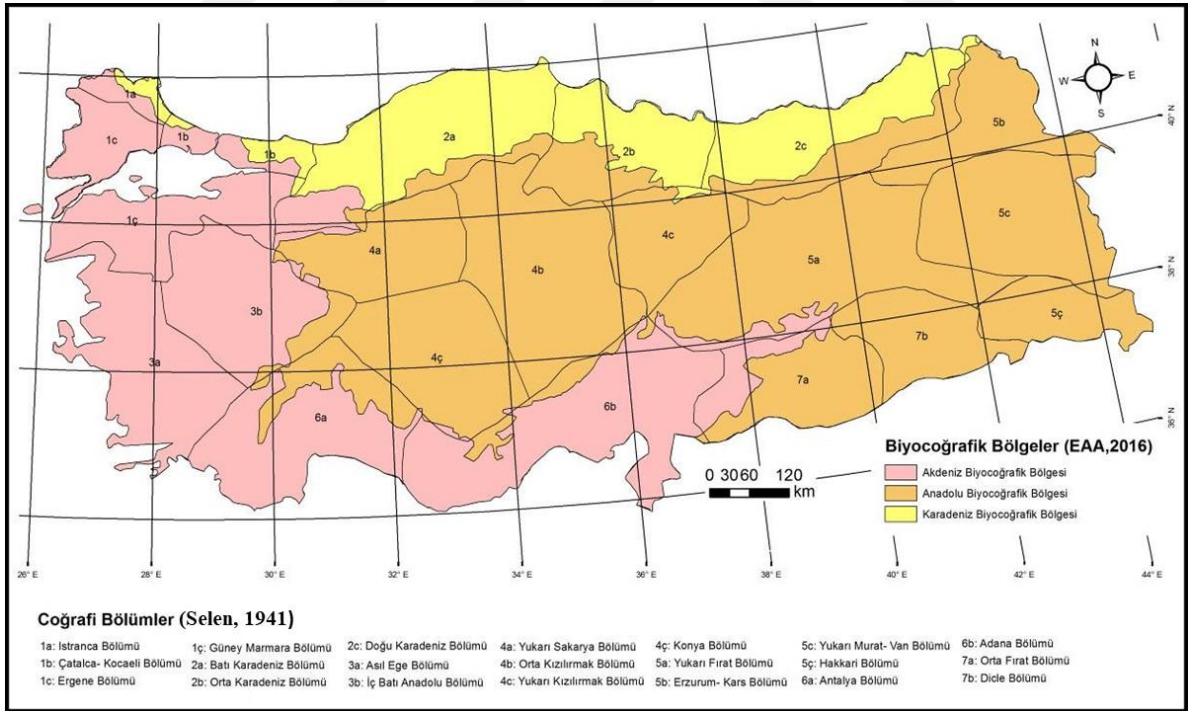 N
W E
S
1a
1c
1b
1b
2a
2b
2c
5b
1ç
4a
4b
4c
5a
5c
3b
3a
4ç
5ç
7b
7a
6a
6b
40° N
38° N
36° N
Biyocoğrafik Bölgeler (EAA,2016)
Akdeniz Biyocoğrafik Bölgesi
Anadolu Biyocoğrafik Bölgesi
Karadeniz Biyocoğrafik Bölgesi
0 30 60 120
km
26° E 28° E 30° E 32° E 34° E 36° E 38° E 40° E 42° E 44° E
Coğrafi Bölümler (Selen, 1941)
1a: Istranca Bölümü 1ç: Güney Marmara Bölümü 2c: Doğu Karadeniz Bölümü 4a: Yukarı Sakarya Bölümü 4ç: Konya Bölümü 5c: Yukarı Murat- Van Bölümü 6b: Adana Bölümü
1b: Çatalca- Kocaeli Bölümü 2a: Batı Karadeniz Bölümü 3a: Asıl Ege Bölümü 4b: Orta Kızılırmak Bölümü 5a: Yukarı Fırat Bölümü 5ç: Hakkari Bölümü 7a: Orta Fırat Bölümü
1c: Ergene Bölümü 2b: Orta Karadeniz Bölümü 3b: İç Batı Anadolu Bölümü 4c: Yukarı Kızılırmak Bölümü 5b: Erzurum- Kars Bölümü 6a: Antalya Bölümü 7b: Dicle Bölümü